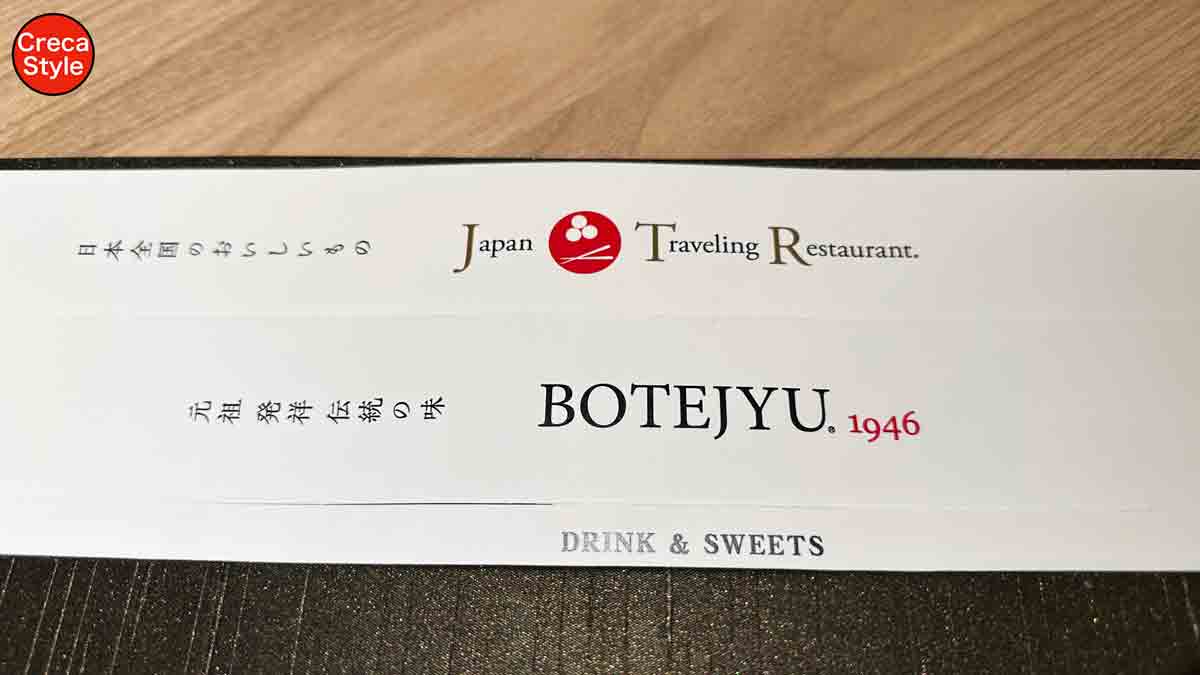 Creca
Style
日本全国のおいしいもの
Japan Traveling Restaurant.
元祖 発祥 伝統の味
BOTEJYU® 1946
DRINK & SWEETS